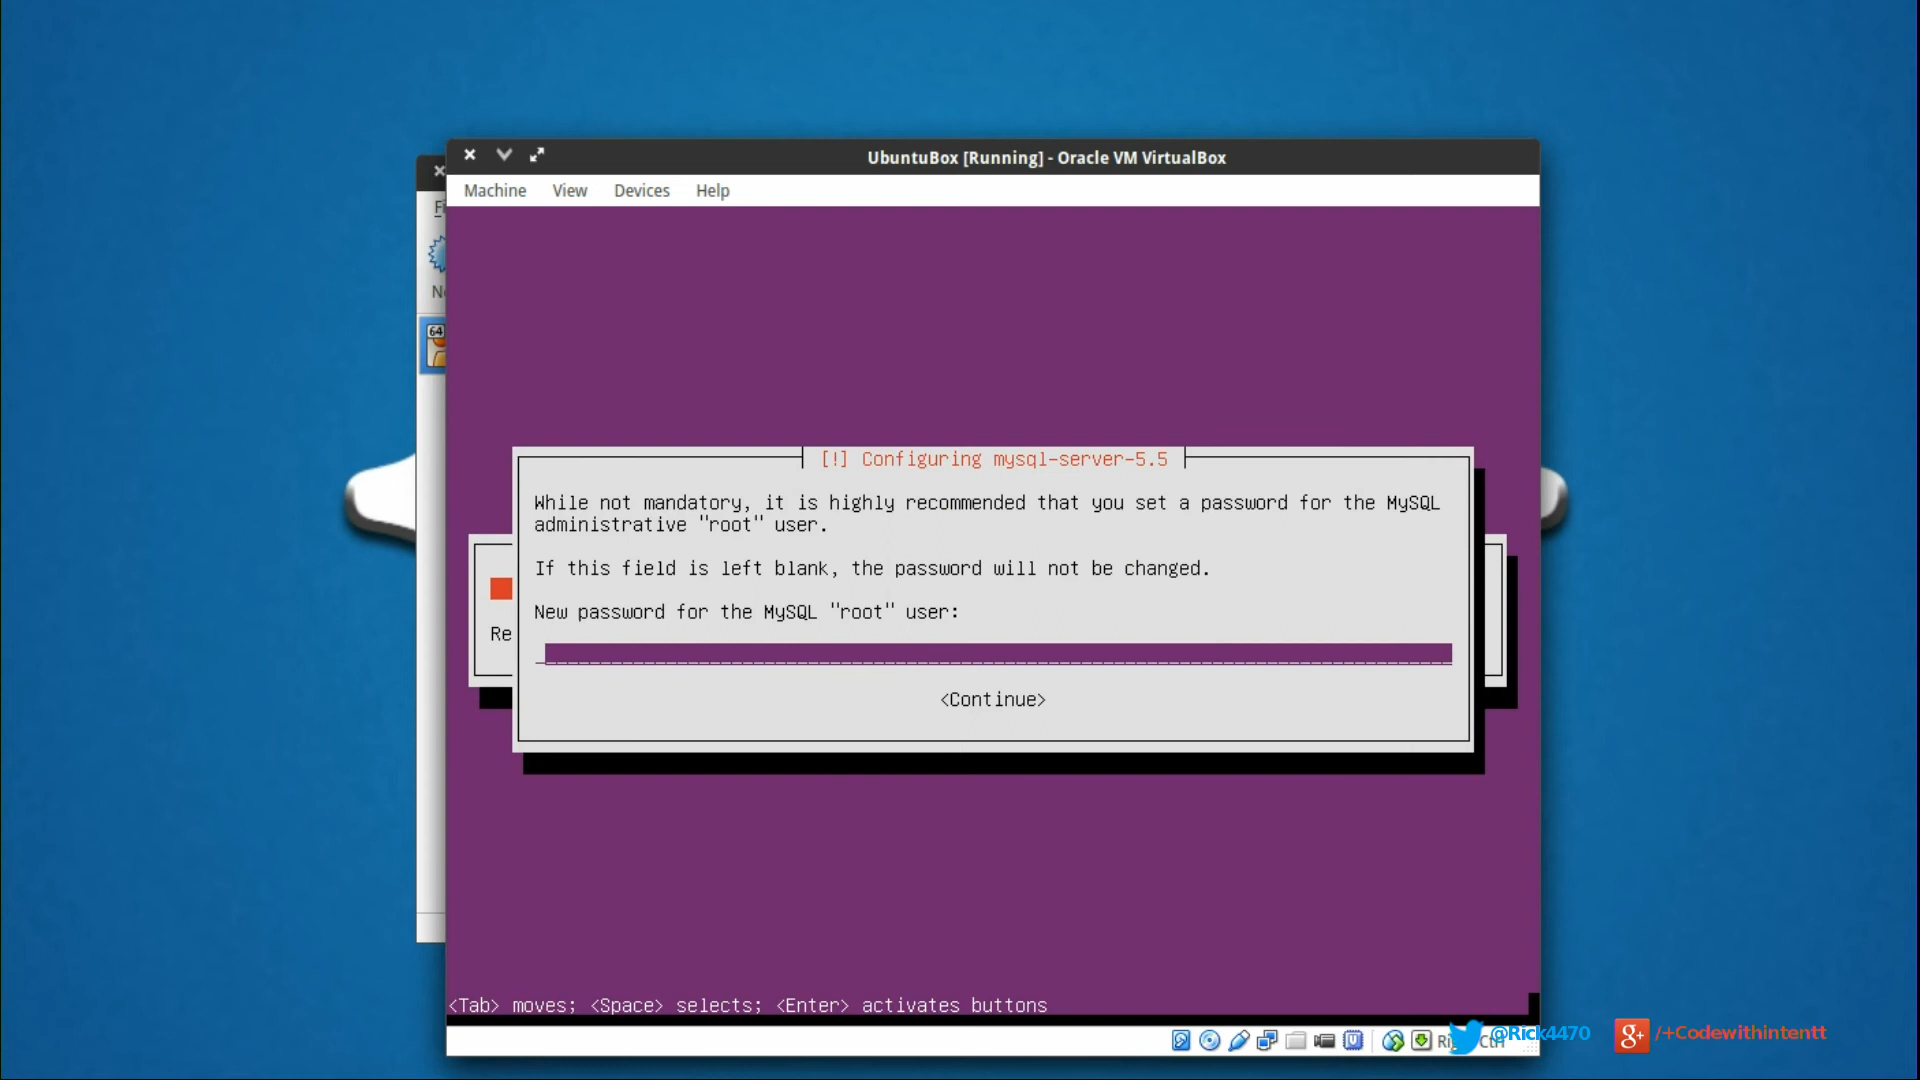 UbuntuBox [Running] - Oracle VM VirtualBox
Machine View Devices Help
64
[!] Configuring mysql-server-5.5
While not mandatory, it is highly recommended that you set a password for the MySQL
administrative "root" user.
If this field is left blank, the password will not be changed.
New password for the MySQL "root" user:
Re
<Continue>
<Tab> moves; <Space> selects; <Enter> activates buttons
@Rick4470
g+ /+Codewithintentt